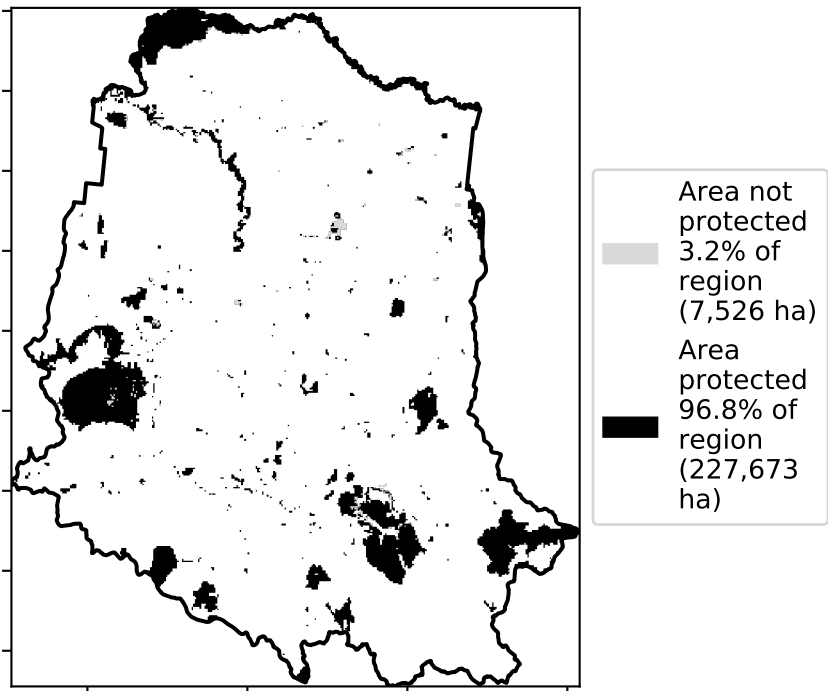 Area not
protected
3.2% of
region
(7,526 ha)
Area
protected
96.8% of
region
(227,673
ha)